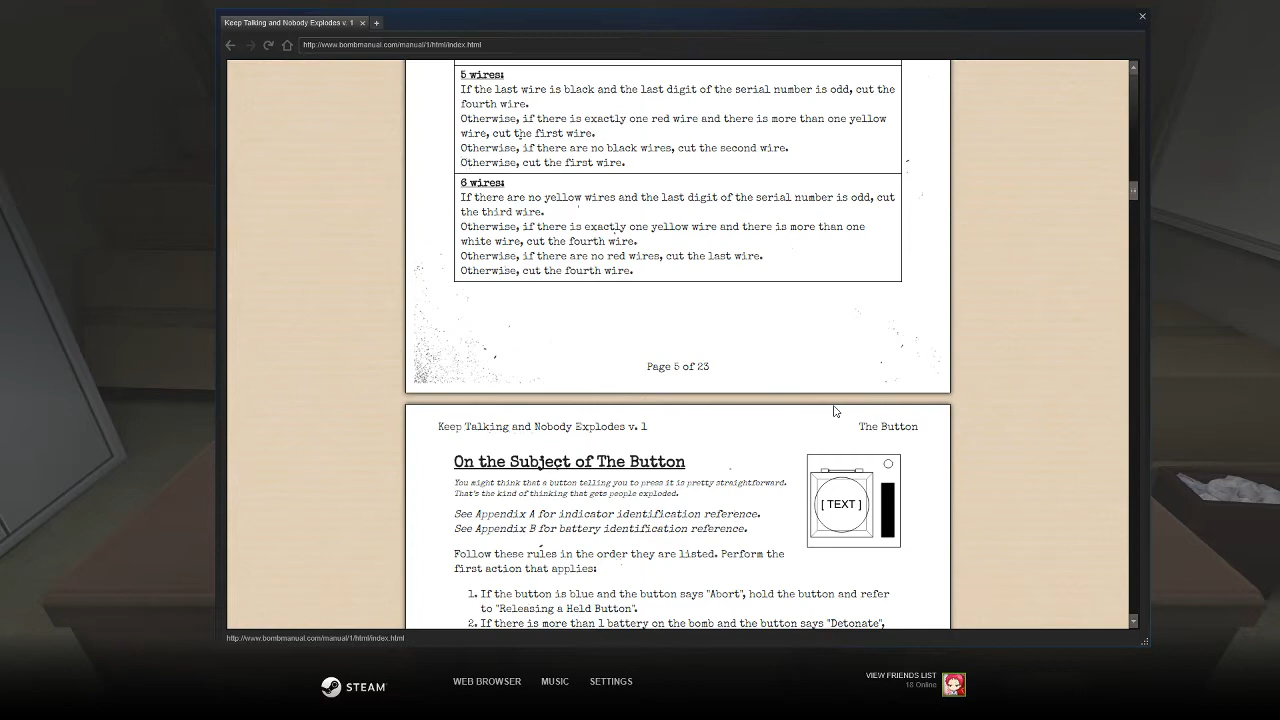 Keep Talking and Nobody Explodes v. 1
http://www.bombmanual.com/manual/1/html/index.html
5 wires:
If the last wire is black and the last digit of the serial number is odd, cut the
fourth wire.
Otherwise, if there is exactly one red wire and there is more than one yellow
wire, cut the first wire.
Otherwise, if there are no black wires, cut the second wire.
Otherwise, cut the first wire.
6 wires:
If there are no yellow wires and the last digit of the serial number is odd, cut
the third wire.
Otherwise, if there is exactly one yellow wire and there is more than one
white wire, cut the fourth wire.
Otherwise, if there are no red wires, cut the last wire.
Otherwise, cut the fourth wire.
Page 5 of 23
Keep Talking and Nobody Explodes v. 1
The Button
On the Subject of The Button
You might think that a button telling you to press it is pretty straightforward.
That's the kind of thinking that gets people exploded.
See Appendix A for indicator identification reference.
See Appendix B for battery identification reference.
[ TEXT ]
Follow these rules in the order they are listed. Perform the
first action that applies:
1. If the button is blue and the button says "Abort", hold the button and refer
to "Releasing a Held Button".
2. If there is more than 1 battery on the bomb and the button says "Detonate",
http://www.bombmanual.com/manual/1/html/index.html
STEAM
WEB BROWSER
MUSIC
SETTINGS
VIEW FRIENDS LIST
18 Online